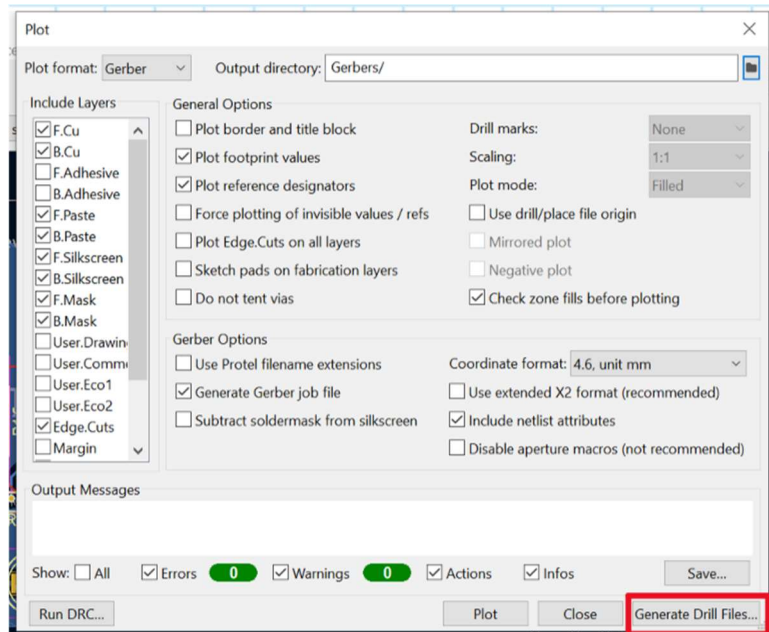 Plot
Plot format: Gerber Output directory: Gerbers/
Include Layers
F.Cu
B.Cu
F.Adhesive
B.Adhesive
F.Paste
B.Paste
F.Silkscreen
B.Silkscreen
F.Mask
B.Mask
User.Drawin
User.Comme
User.Eco1
User.Eco2
Edge.Cuts
Margin
General Options
Plot border and title block Drill marks: None
Plot footprint values Scaling: 1:1
Plot reference designators Plot mode: Filled
Force plotting of invisible values / refs Use drill/place file origin
Plot Edge.Cuts on all layers Mirrored plot
Sketch pads on fabrication layers Negative plot
Do not tent vias Check zone fills before plotting
Gerber Options
Use Protel filename extensions Coordinate format: 4.6, unit mm
Generate Gerber job file Use extended X2 format (recommended)
Subtract soldermask from silkscreen Include netlist attributes
Disable aperture macros (not recommended)
Output Messages
Show: All Errors 0 Warnings 0 Actions Infos Save...
Run DRC... Plot Close Generate Drill Files...